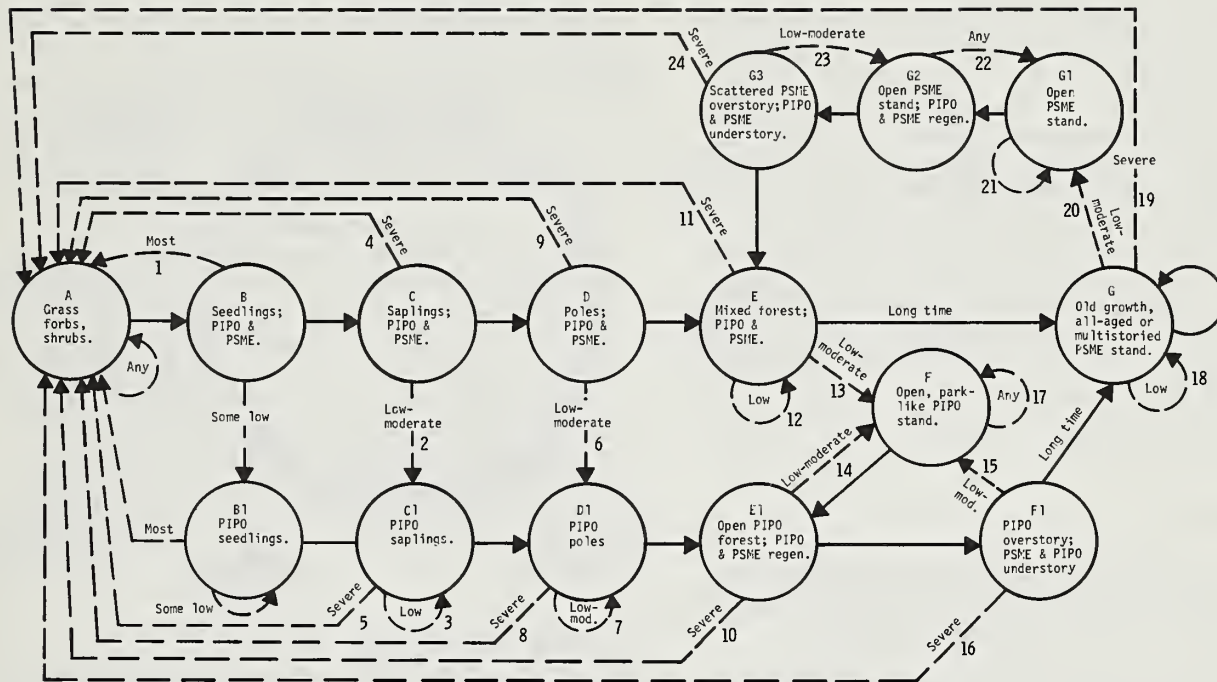 Low-moderate
23
Any
22
Severe
24
G3
Scattered PSME
overstory; PIPO
& PSME
understory.
G2
Open PSME
stand; PIPO
& PSME regen.
G1
Open
PSME
stand.
21
Severe
19
Low-
moderate
20
Most
1
Severe
4
Severe
9
Severe
11
A
Grass
forbs,
shrubs.
Any
B
Seedlings;
PIPO &
PSME.
C
Saplings;
PIPO &
PSME.
D
Poles;
PIPO &
PSME.
E
Mixed forest;
PIPO &
PSME.
Long time
G
Old growth,
all-aged or
multistoried
PSME stand.
Low
12
Low-
moderate
13
Low
18
F
Open, park-
like PIPO
stand.
Any
17
Some low
Low-
moderate
2
Low-
moderate
6
Low-moderate
14
15
Low-
mod.
Long time
Most
B1
PIPO
seedlings.
C1
PIPO
saplings.
D1
PIPO
poles
E1
Open PIPO
forest; PIPO
& PSME regen.
F1
PIPO
overstory;
PSME & PIPO
understory
Some low
Severe
5
Low
3
Severe
8
Low-
mod.
7
Severe
10
Severe
16